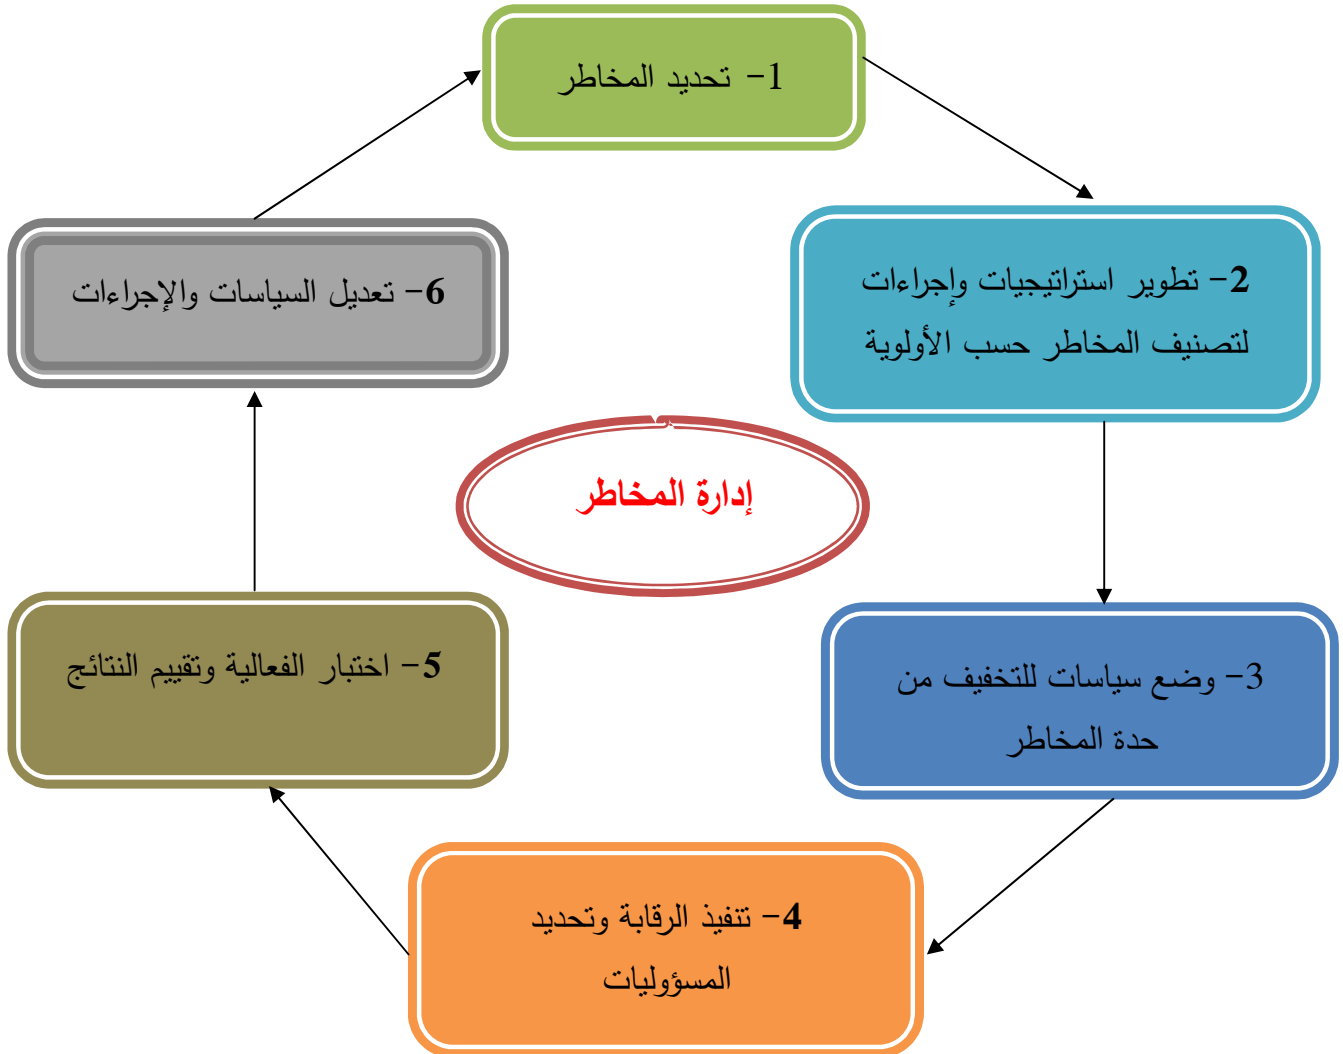 1- تحديد المخاطر
2- تطوير استراتيجيات وإجراءات
لتصنيف المخاطر حسب الأولوية
3- وضع سياسات للتخفيف من
حدة المخاطر
4- تنفيذ الرقابة وتحديد
المسؤوليات
5- اختبار الفعالية وتقييم النتائج
6- تعديل السياسات والإجراءات
إدارة المخاطر